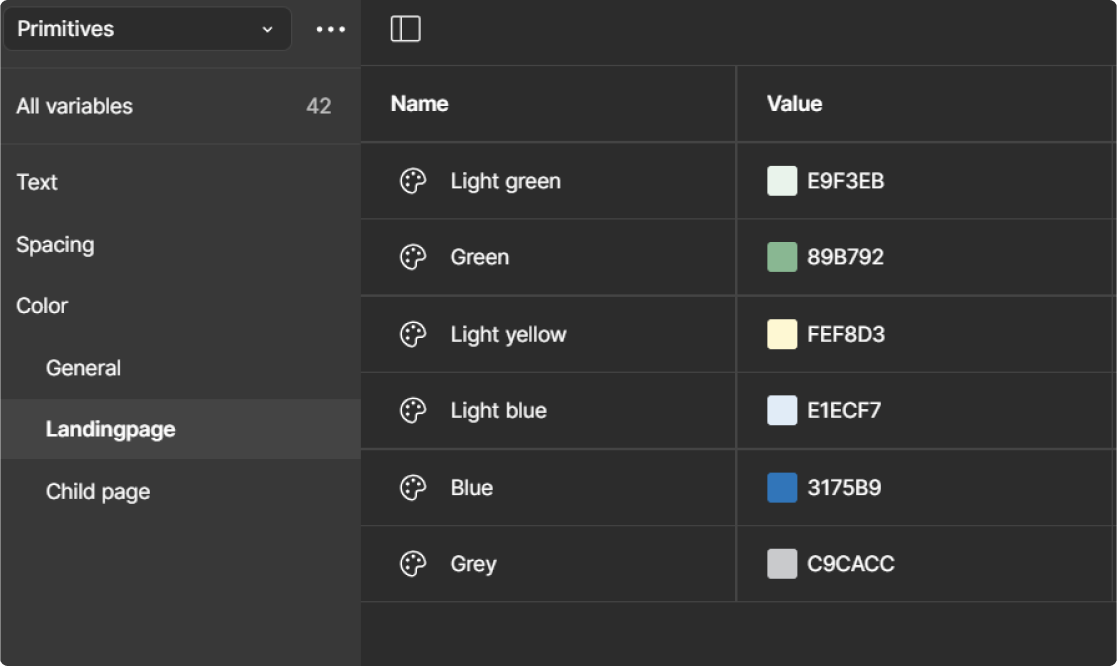 Primitives
All variables 42
Text
Spacing
Color
General
Landingpage
Child page
Name Value
Light green E9F3EB
Green 89B792
Light yellow FEF8D3
Light blue E1ECF7
Blue 3175B9
Grey C9CACC